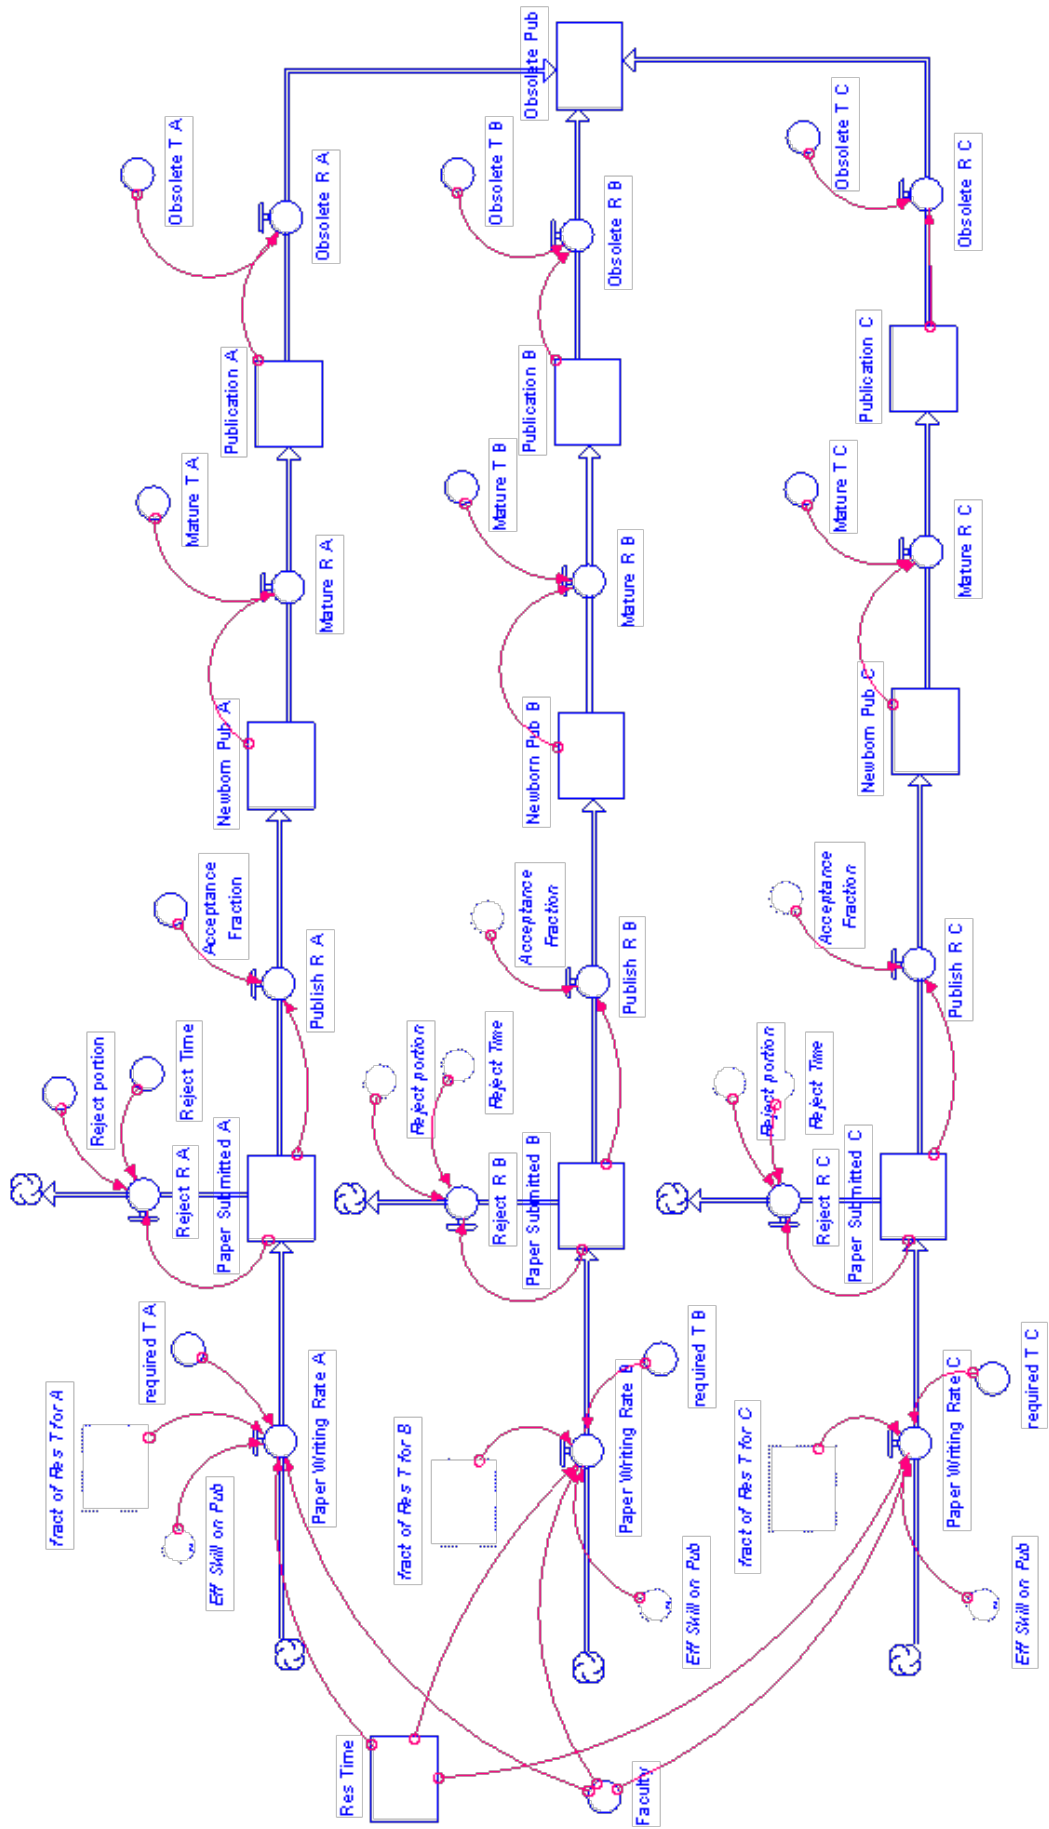 Res Time
Faculty
fract of Res T for A
Eff Skill on Pub
required T A
Paper Writing Rate A
Reject portion
Reject Time
Reject R A
Paper Submitted A
Acceptance
Fraction
Publish R A
Newborn Pub A
Mature T A
Mature R A
Publication A
Obsolete T A
Obsolete R A
Obsolete Pub
fract of Res T for B
Eff Skill on Pub
required T B
Paper Writing Rate B
Reject portion
Reject Time
Reject R B
Paper Submitted B
Acceptance
Fraction
Publish R B
Newborn Pub B
Mature T B
Mature R B
Publication B
Obsolete T B
Obsolete R B
fract of Res T for C
Eff Skill on Pub
required T C
Paper Writing Rate C
Reject portion
Reject Time
Reject R C
Paper Submitted C
Acceptance
Fraction
Publish R C
Newborn Pub C
Mature T C
Mature R C
Publication C
Obsolete T C
Obsolete R C